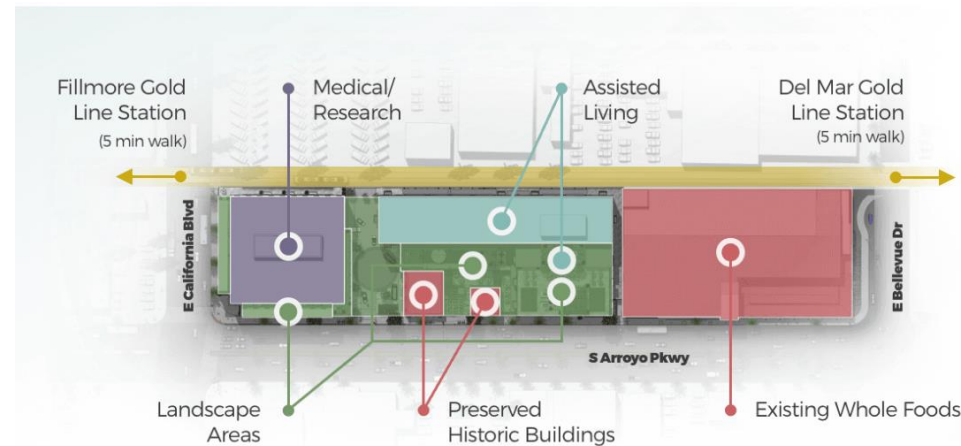 Fillmore Gold
Line Station
(5 min walk)
Medical/
Research
Assisted
Living
Del Mar Gold
Line Station
(5 min walk)
E California Blvd
E Bellevue Dr
S Arroyo Pkwy
Landscape
Areas
Preserved
Historic Buildings
Existing Whole Foods